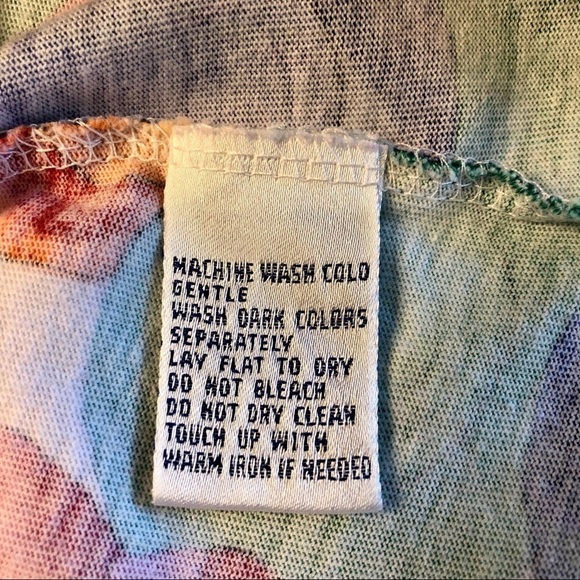 MACHINE WASH COLD
GENTLE
WASH DARK COLORS
SEPARATELY
LAY FLAT TO DRY
DO NOT BLEACH
DO NOT DRY CLEAN
TOUCH UP WITH
WARM IRON IF NEEDED